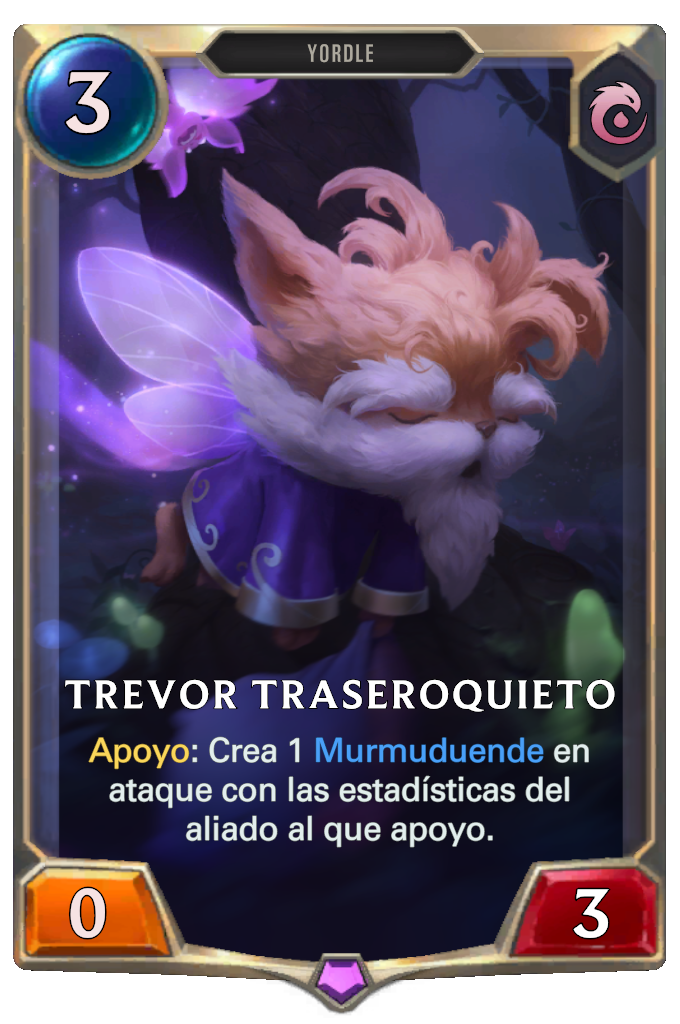 YORDLE
3
TREVOR TRASEROQUIETO
Apoyo: Crea 1 Murmuduende en
ataque con las estadísticas del
aliado al que apoyo.
0
3